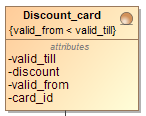 Discount_card
{valid_from < valid_till}
attributes
-valid_till
-discount
-valid_from
-card_id